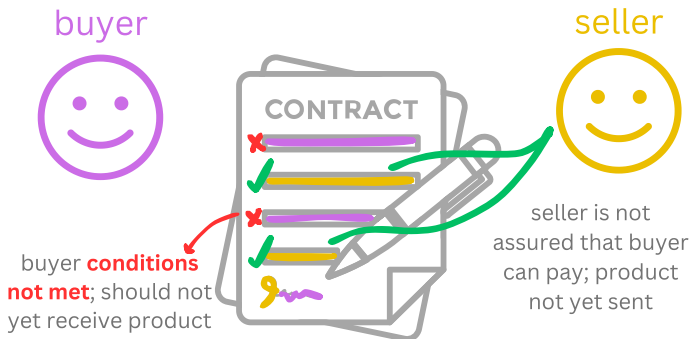 buyer
seller
CONTRACT
buyer conditions
not met; should not
yet receive product
seller is not
assured that buyer
can pay; product
not yet sent